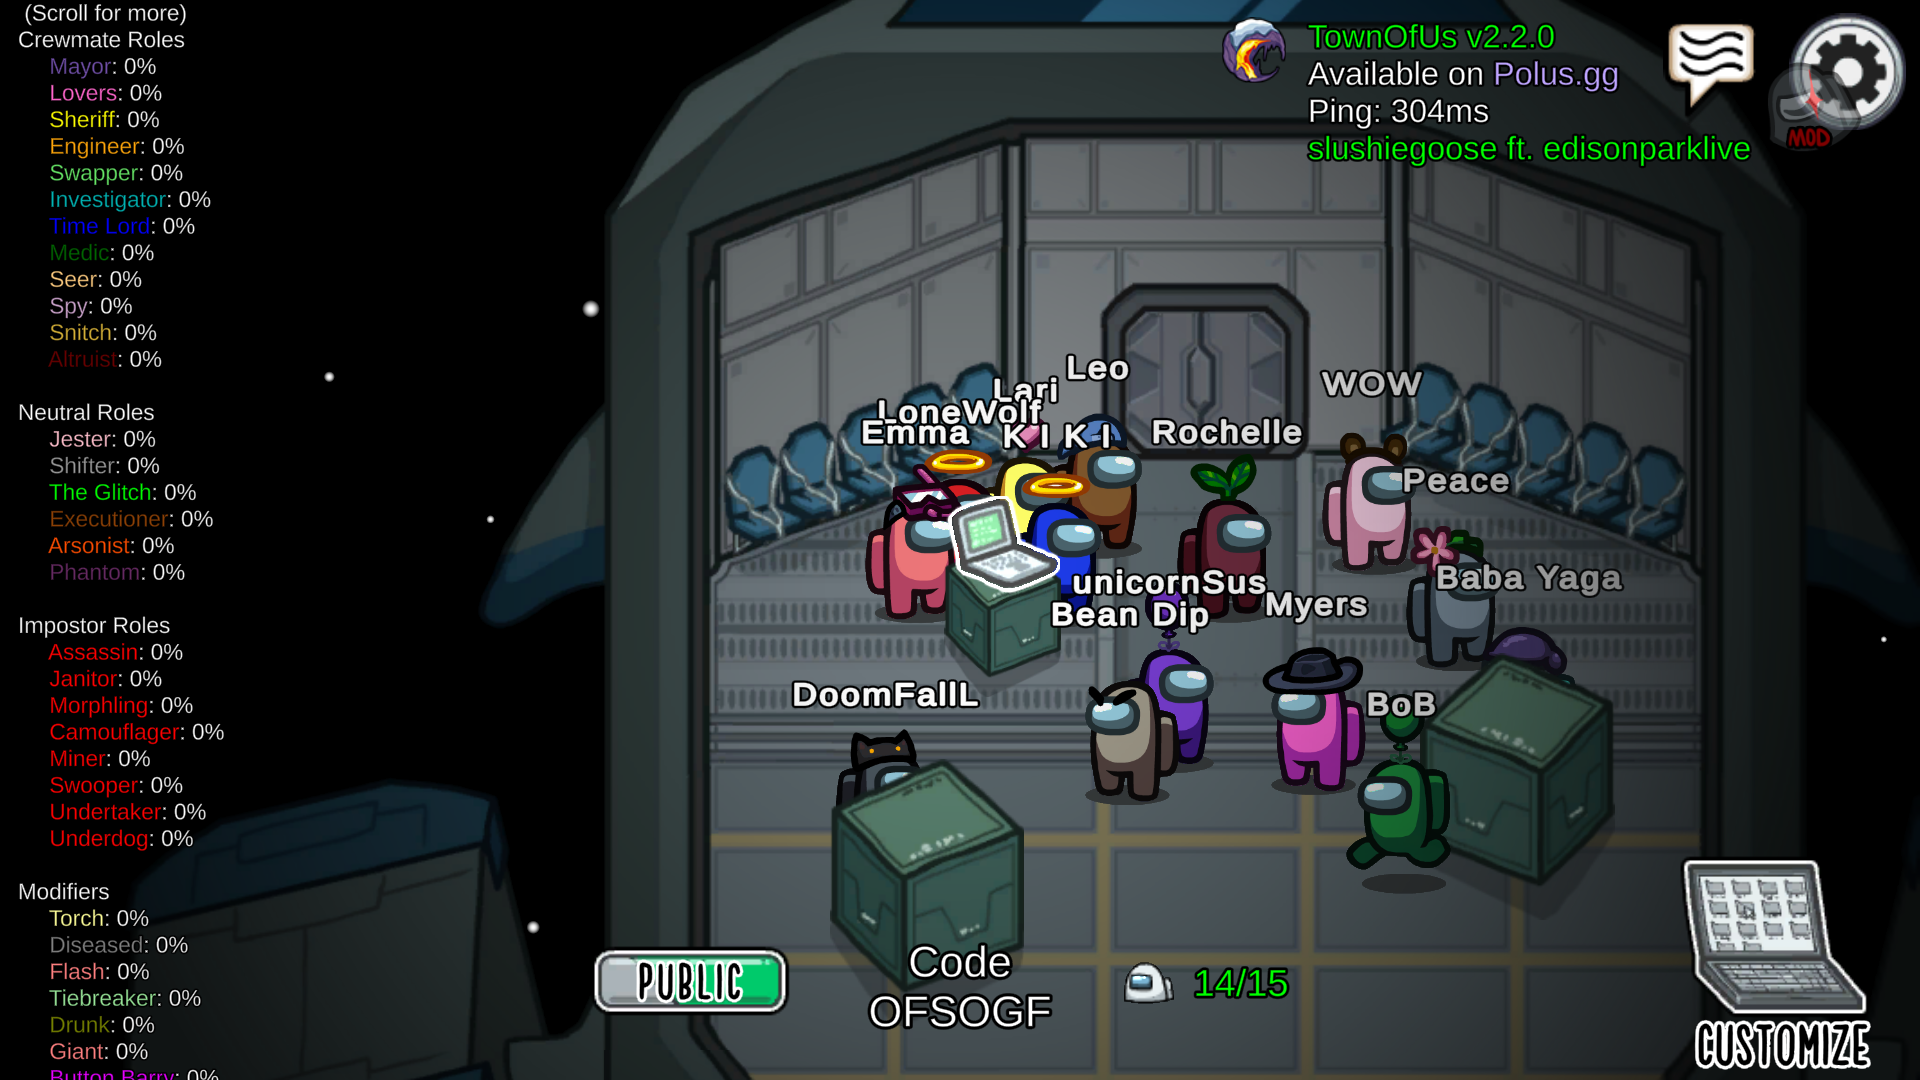 (Scroll for more)
Crewmate Roles
Mayor: 0%
Lovers: 0%
Sheriff: 0%
Engineer: 0%
Swapper: 0%
Investigator: 0%
Time Lord: 0%
Medic: 0%
Seer: 0%
Spy: 0%
Snitch: 0%
Altruist: 0%
Neutral Roles
Jester: 0%
Shifter: 0%
The Glitch: 0%
Executioner: 0%
Arsonist: 0%
Phantom: 0%
Impostor Roles
Assassin: 0%
Janitor: 0%
Morphling: 0%
Camouflager: 0%
Miner: 0%
Swooper: 0%
Undertaker: 0%
Underdog: 0%
Modifiers
Torch: 0%
Diseased: 0%
Flash: 0%
Tiebreaker: 0%
Drunk: 0%
Giant: 0%
Button Barry: 0%
TownOfUs v2.2.0
Available on Polus.gg
Ping: 304ms
slushiegoose ft. edisonparklive
MOD
Leo
Lari
LoneWolf
Emma
K I K I
Rochelle
WOW
Peace
Baba Yaga
unicornSus
Bean Dip
Myers
DoomFallL
BoB
PUBLIC
Code
OFSOGF
14/15
CUSTOMIZE